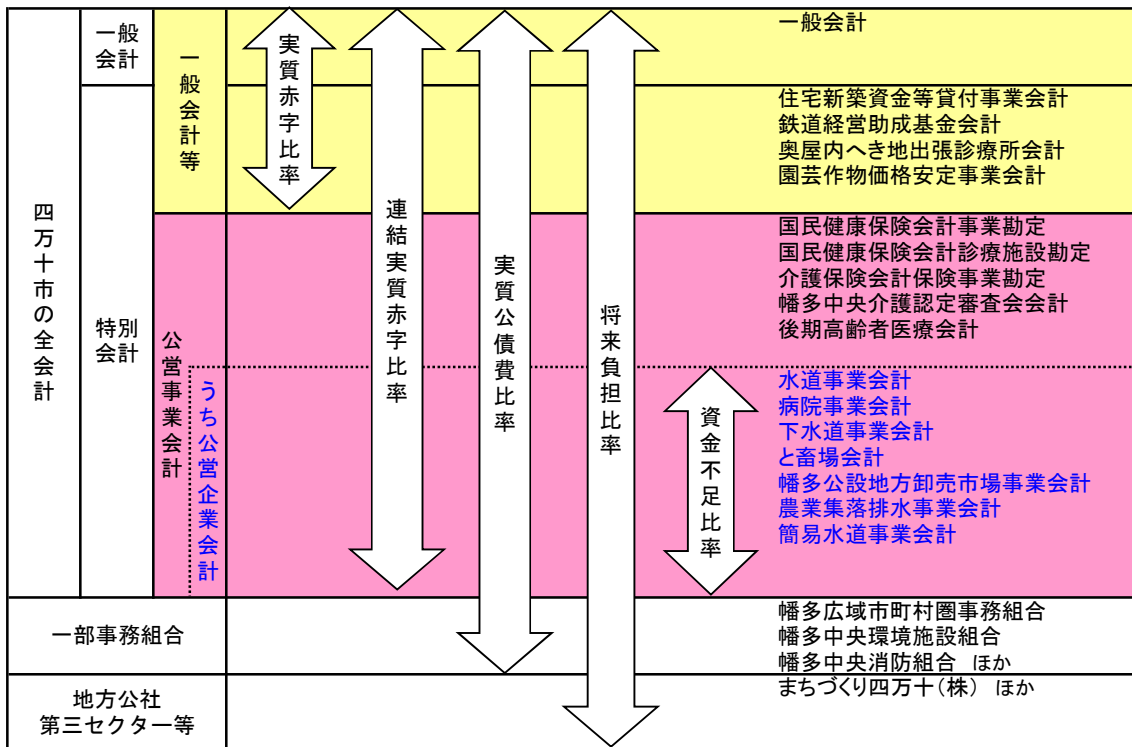 四万十市の全会計
一般
会計
特別
会計
一般会計等
公営事業会計
うち公営企業会計
実質赤字比率
連結実質赤字比率
実質公債費比率
将来負担比率
資金不足比率
一般会計
住宅新築資金等貸付事業会計
鉄道経営助成基金会計
奥屋内へき地出張診療所会計
園芸作物価格安定事業会計
国民健康保険会計事業勘定
国民健康保険会計診療施設勘定
介護保険会計保険事業勘定
幡多中央介護認定審査会会計
後期高齢者医療会計
水道事業会計
病院事業会計
下水道事業会計
と畜場会計
幡多公設地方卸売市場事業会計
農業集落排水事業会計
簡易水道事業会計
一部事務組合
幡多広域市町村圏事務組合
幡多中央環境施設組合
幡多中央消防組合 ほか
地方公社
第三セクター等
まちづくり四万十(株) ほか